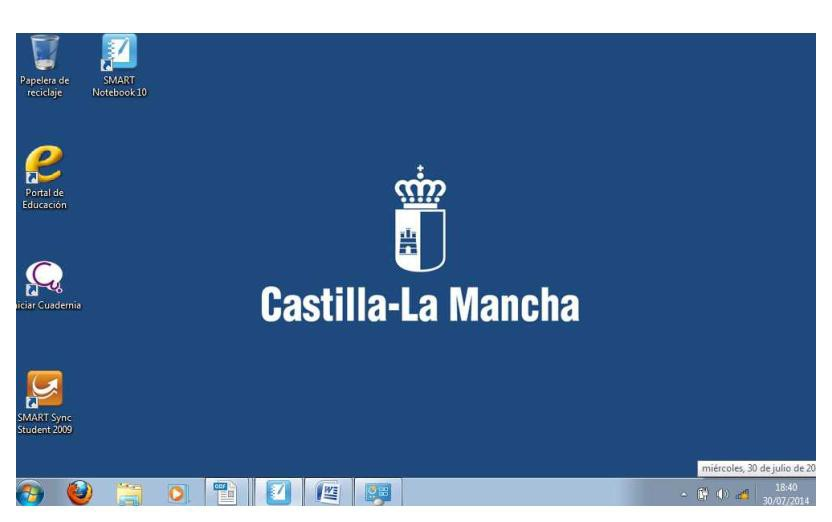 Papelera de
reciclaje
SMART
Notebook 10
Portal de
Educación
iciar Cuadernia
SMART Sync
Student 2009
Castilla-La Mancha
miércoles, 30 de julio de 20
18:40
30/07/2014